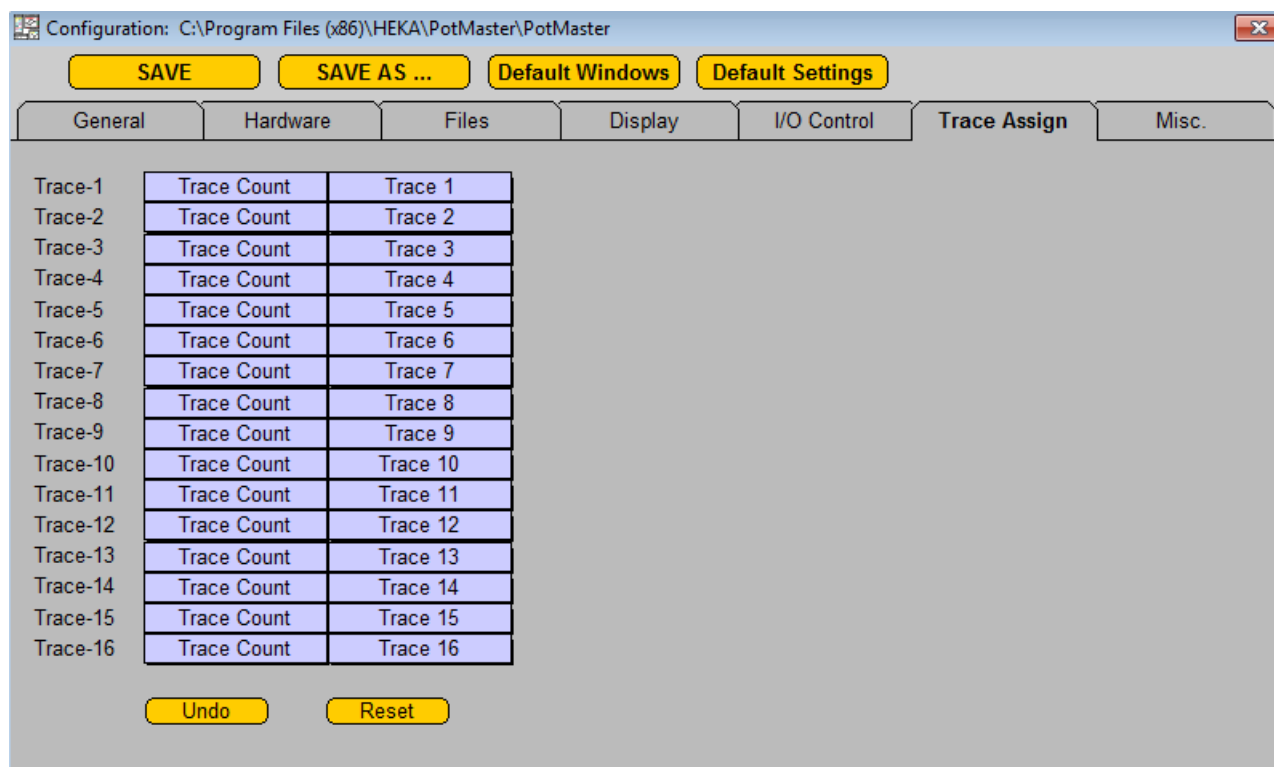 Configuration: C:\Program Files (x86)\HEKA\PotMaster\PotMaster
SAVE SAVE AS ... Default Windows Default Settings
General Hardware Files Display I/O Control Trace Assign Misc.
Trace-1 Trace Count Trace 1
Trace-2 Trace Count Trace 2
Trace-3 Trace Count Trace 3
Trace-4 Trace Count Trace 4
Trace-5 Trace Count Trace 5
Trace-6 Trace Count Trace 6
Trace-7 Trace Count Trace 7
Trace-8 Trace Count Trace 8
Trace-9 Trace Count Trace 9
Trace-10 Trace Count Trace 10
Trace-11 Trace Count Trace 11
Trace-12 Trace Count Trace 12
Trace-13 Trace Count Trace 13
Trace-14 Trace Count Trace 14
Trace-15 Trace Count Trace 15
Trace-16 Trace Count Trace 16
Undo Reset